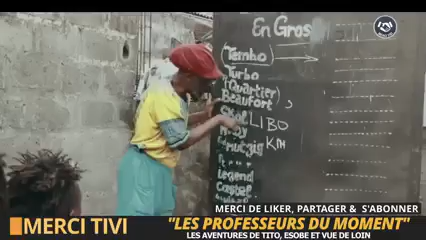 En Gros
(Tembo)
Turbo
(Quartier)
Beaufort
LIBO
KM
Mutzig
Legend
Castel
MERCI DE LIKER, PARTAGER & S'ABONNER
MERCI TIVI
"LES PROFESSEURS DU MOMENT"
LES AVENTURES DE TITO, ESOBE ET VUE DE LOIN